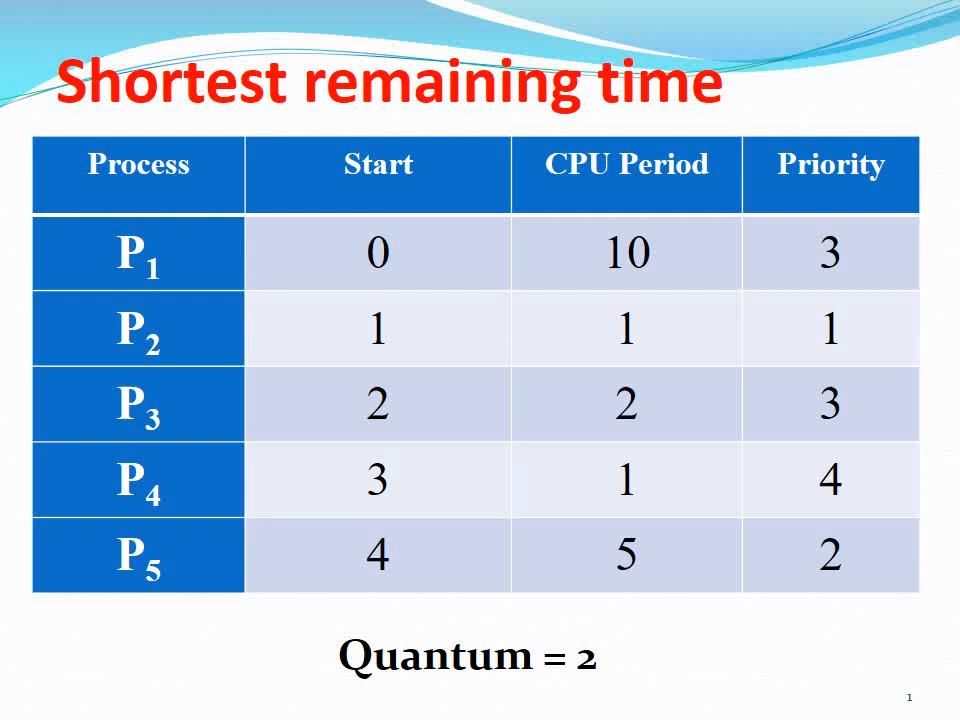 Shortest remaining time
Process Start CPU Period Priority
P1 0 10 3
P2 1 1 1
P3 2 2 3
P4 3 1 4
P5 4 5 2
Quantum = 2
1